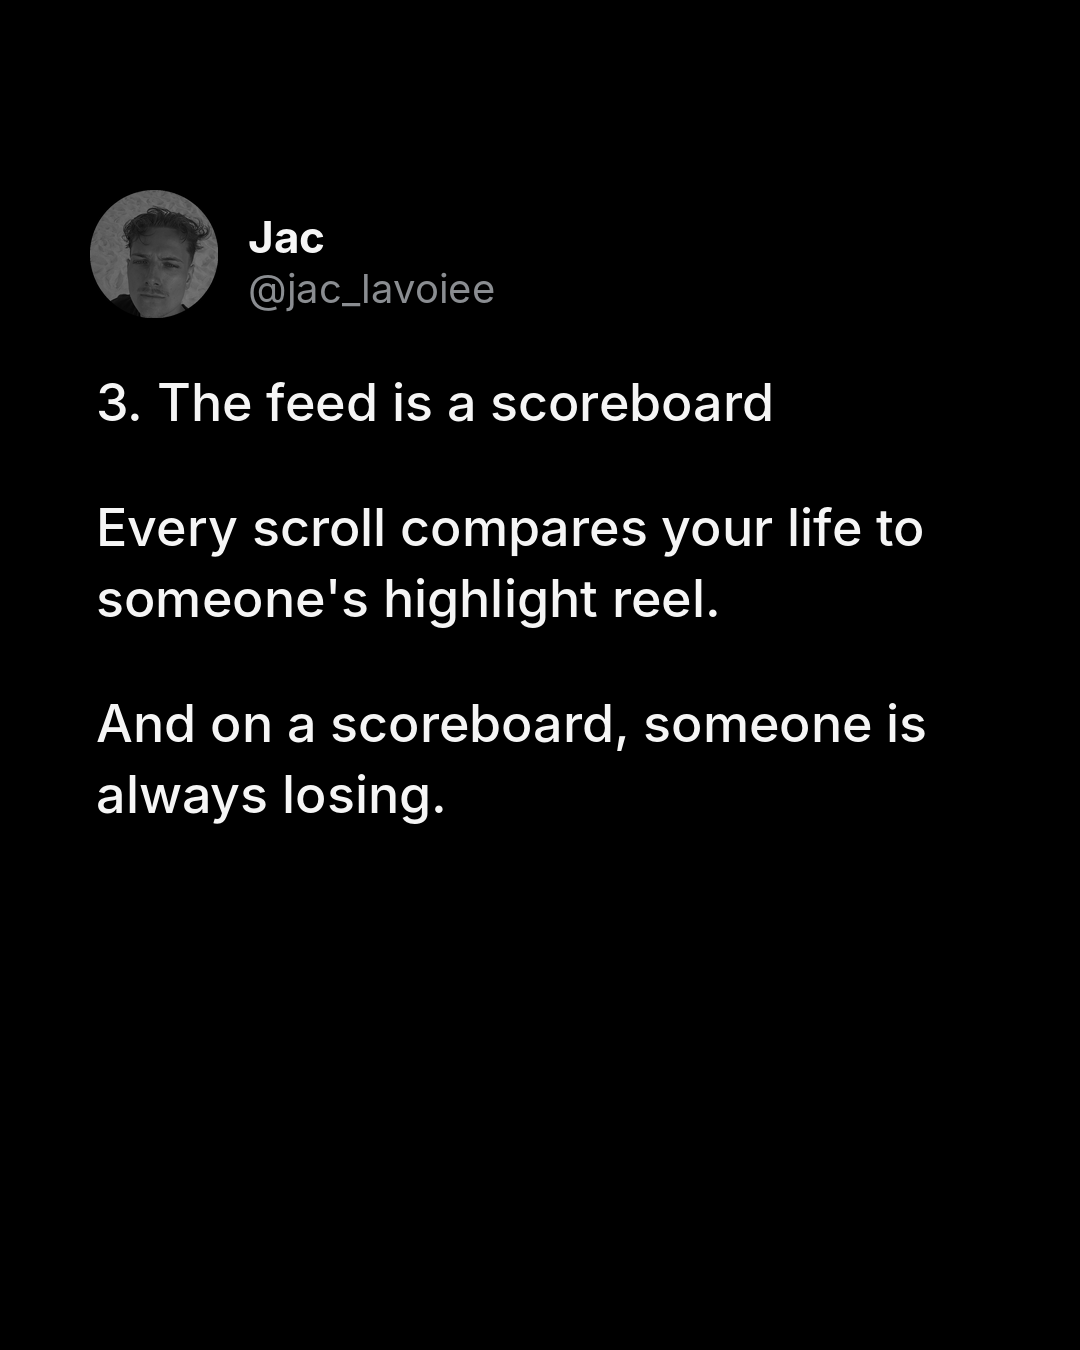 Jac
@jac_lavoiee
3. The feed is a scoreboard
Every scroll compares your life to
someone's highlight reel.
And on a scoreboard, someone is
always losing.